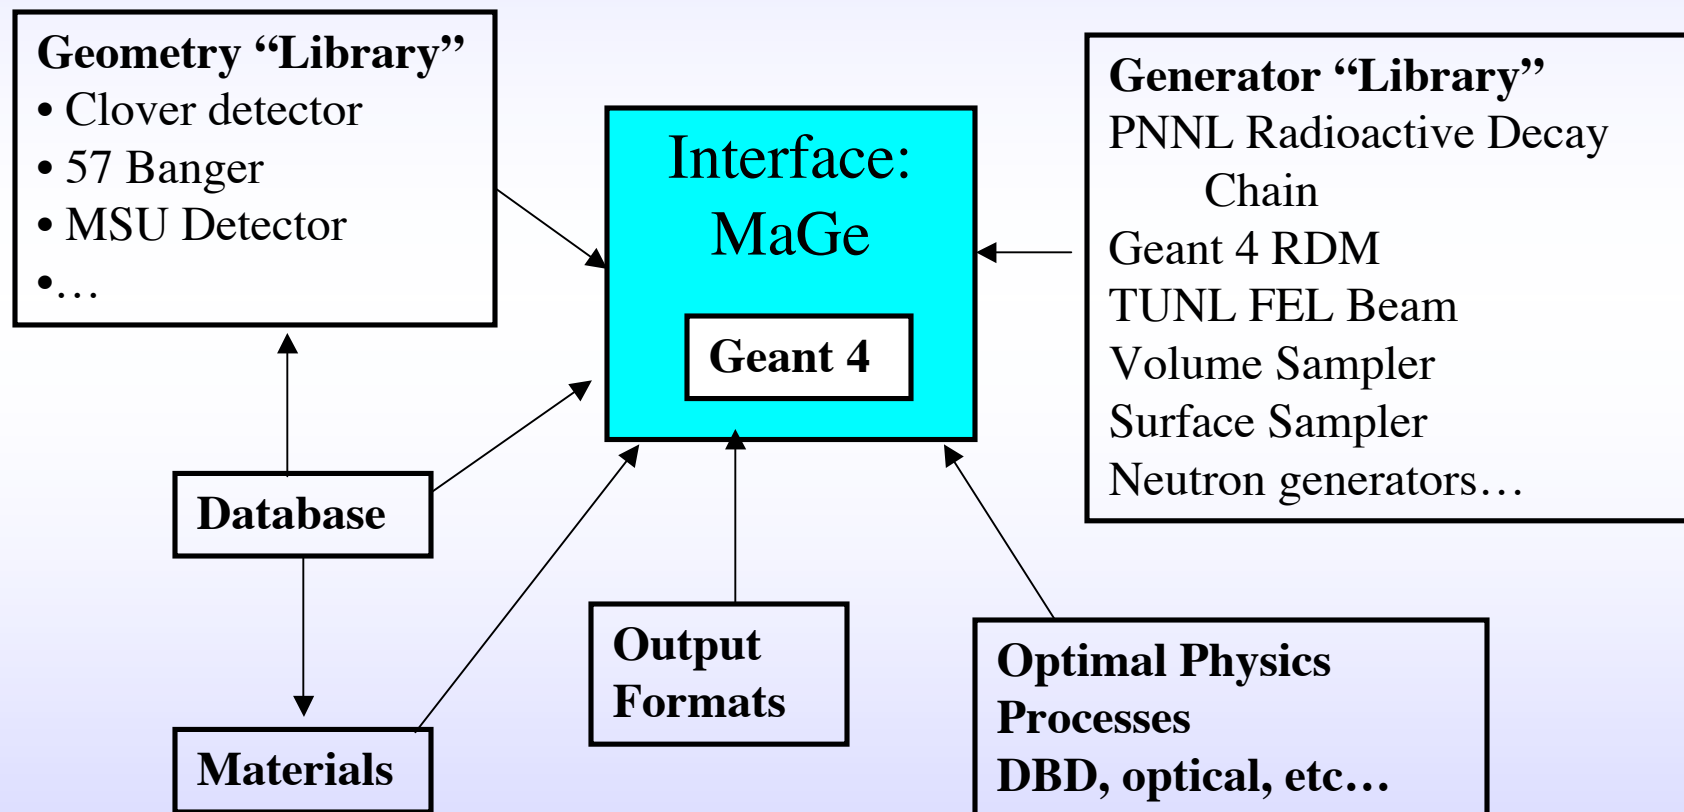 Geometry “Library”
• Clover detector
• 57 Banger
• MSU Detector
•…
Interface:
MaGe
Geant 4
Generator “Library”
PNNL Radioactive Decay
Chain
Geant 4 RDM
TUNL FEL Beam
Volume Sampler
Surface Sampler
Neutron generators…
Database
Materials
Output
Formats
Optimal Physics
Processes
DBD, optical, etc…